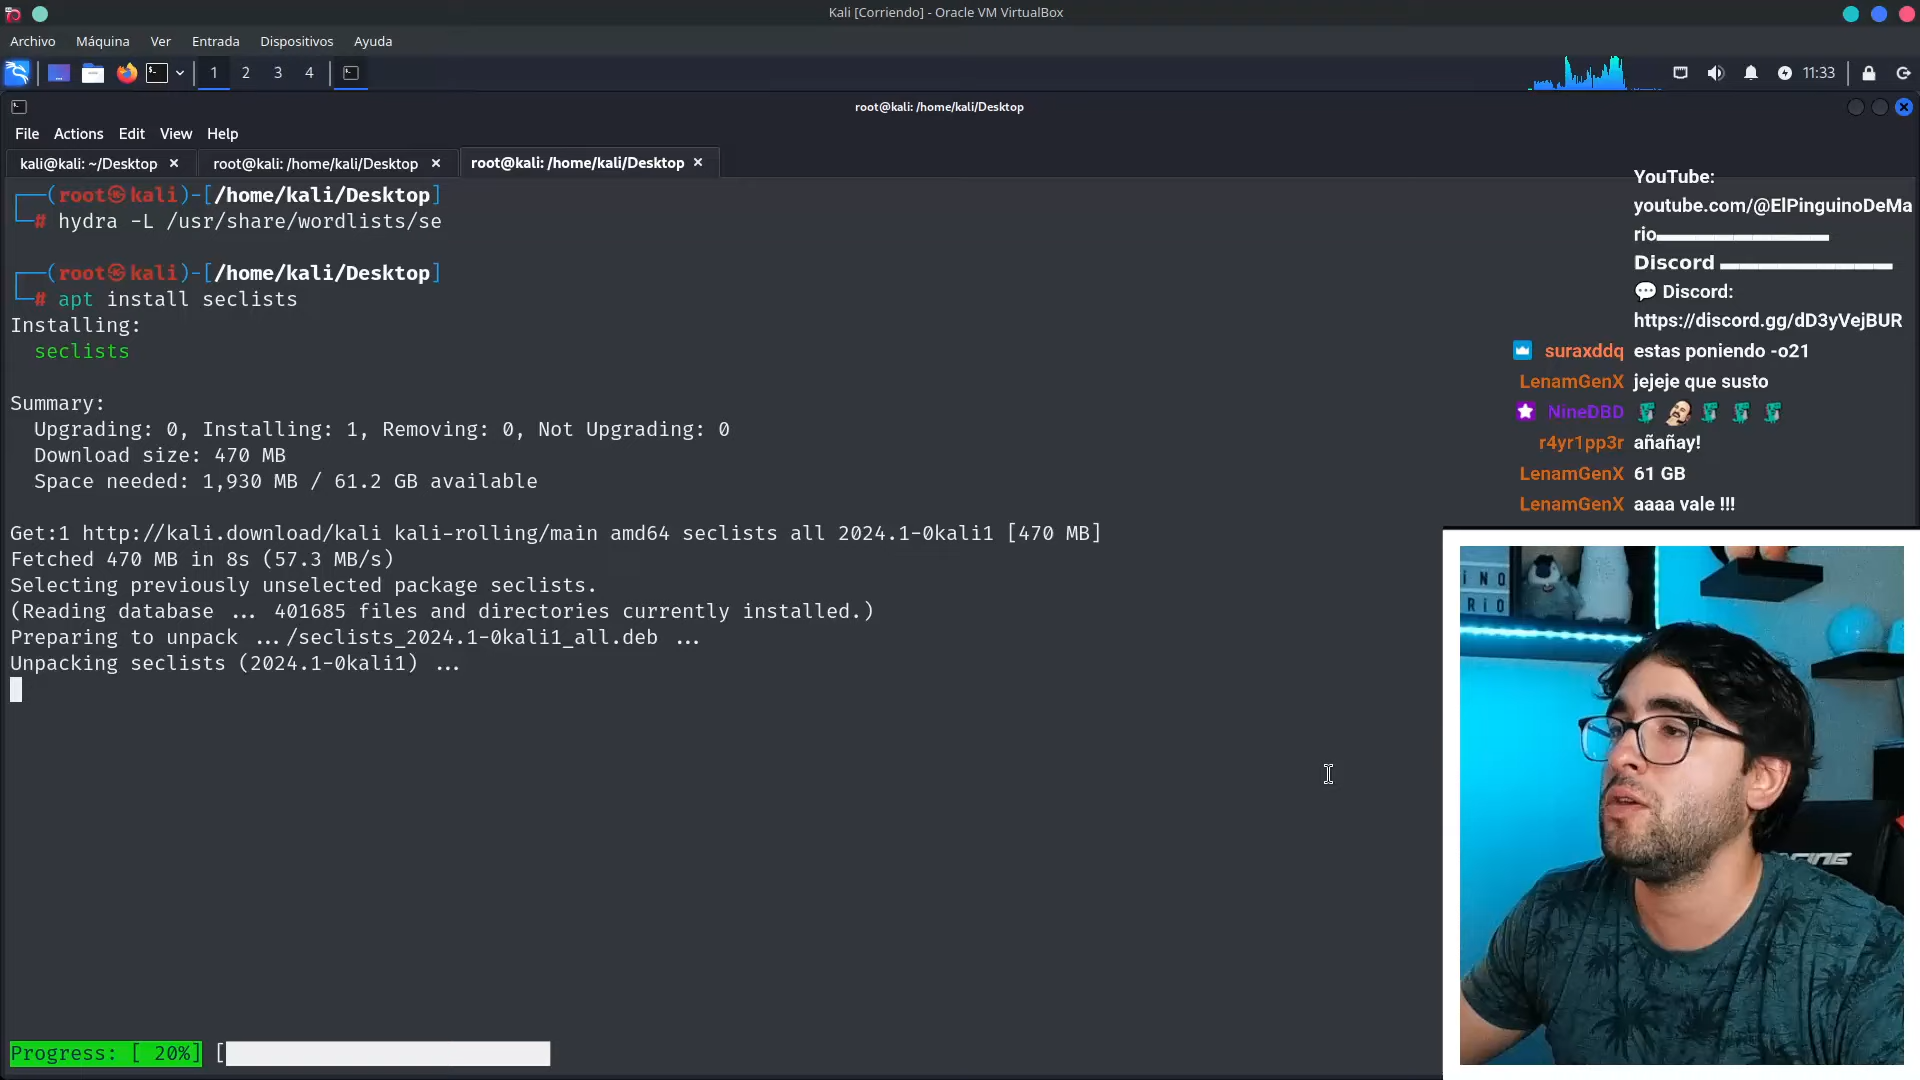 Kali [Corriendo] - Oracle VM VirtualBox
Archivo Máquina Ver Entrada Dispositivos Ayuda
1 2 3 4 11:33
root@kali: /home/kali/Desktop
File Actions Edit View Help
kali@kali: ~/Desktop × root@kali: /home/kali/Desktop × root@kali: /home/kali/Desktop ×
┌──(root㉿kali)-[/home/kali/Desktop]
└─# hydra -L /usr/share/wordlists/se
┌──(root㉿kali)-[/home/kali/Desktop]
└─# apt install seclists
Installing:
seclists
Summary:
Upgrading: 0, Installing: 1, Removing: 0, Not Upgrading: 0
Download size: 470 MB
Space needed: 1,930 MB / 61.2 GB available
Get:1 http://kali.download/kali kali-rolling/main amd64 seclists all 2024.1-0kali1 [470 MB]
Fetched 470 MB in 8s (57.3 MB/s)
Selecting previously unselected package seclists.
(Reading database ... 401685 files and directories currently installed.)
Preparing to unpack .../seclists_2024.1-0kali1_all.deb ...
Unpacking seclists (2024.1-0kali1) ...
Progress: [ 20%] [
YouTube:
youtube.com/@ElPinguinoDeMa
rio
Discord
💬 Discord:
https://discord.gg/dD3yVejBUR
suraxddq estas poniendo -o21
LenamGenX jejeje que susto
NineDBD
r4yr1pp3r añañay!
LenamGenX 61 GB
LenamGenX aaaa vale !!!
INO
RIO